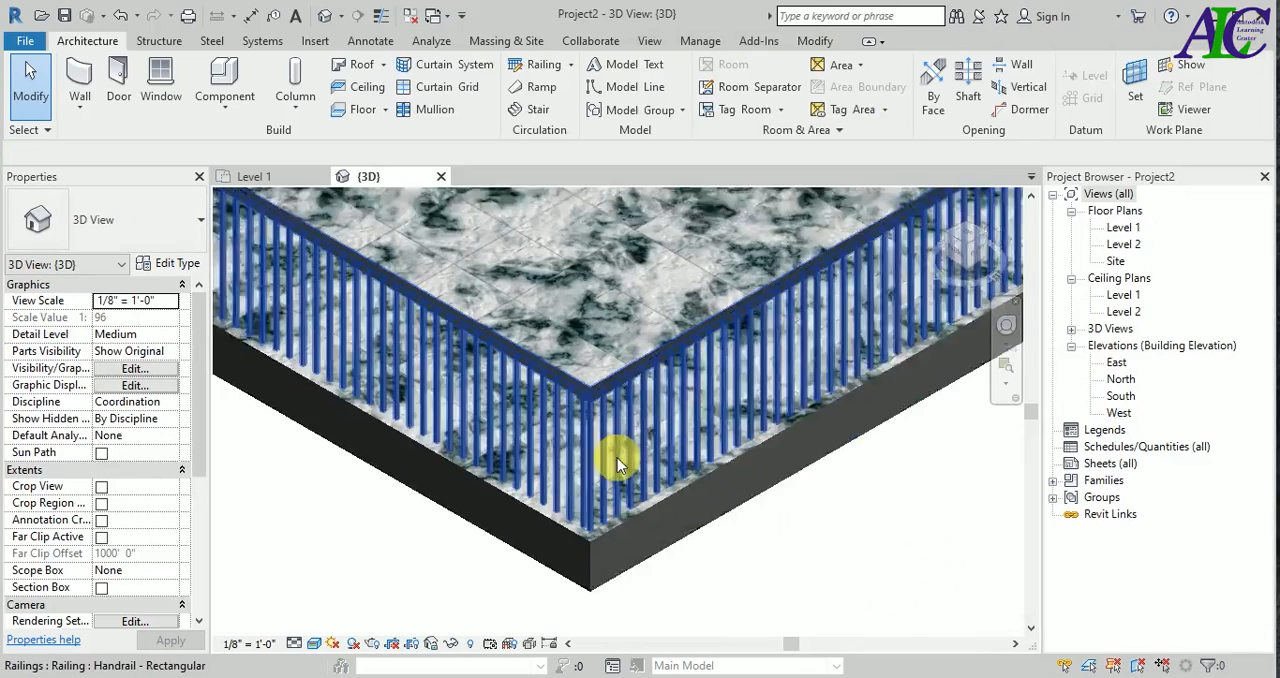 Project2 - 3D View: {3D}
Type a keyword or phrase
Sign In
Autodesk
Learning
Center
ALC
File
Architecture
Structure
Steel
Systems
Insert
Annotate
Analyze
Massing & Site
Collaborate
View
Manage
Add-Ins
Modify
Modify
Wall
Door
Window
Component
Column
Roof
Ceiling
Floor
Curtain System
Curtain Grid
Mullion
Railing
Ramp
Stair
Model Text
Model Line
Model Group
Room
Room Separator
Tag Room
Area
Area Boundary
Tag Area
By
Face
Shaft
Wall
Vertical
Dormer
Level
Grid
Set
Show
Ref Plane
Viewer
Select
Build
Circulation
Model
Room & Area
Opening
Datum
Work Plane
Properties
Level 1
{3D}
Project Browser - Project2
3D View
3D View: {3D}
Edit Type
Graphics
View Scale 1/8" = 1'-0"
Scale Value 1: 96
Detail Level Medium
Parts Visibility Show Original
Visibility/Grap... Edit...
Graphic Displ... Edit...
Discipline Coordination
Show Hidden ... By Discipline
Default Analy... None
Sun Path
Extents
Crop View
Crop Region ...
Annotation Cr...
Far Clip Active
Far Clip Offset 1000' 0"
Scope Box None
Section Box
Camera
Rendering Set... Edit...
Properties help
Apply
Views (all)
Floor Plans
Level 1
Level 2
Site
Ceiling Plans
Level 1
Level 2
3D Views
Elevations (Building Elevation)
East
North
South
West
Legends
Schedules/Quantities (all)
Sheets (all)
Families
Groups
Revit Links
1/8" = 1'-0"
Railings : Railing : Handrail - Rectangular
:0
Main Model
:0